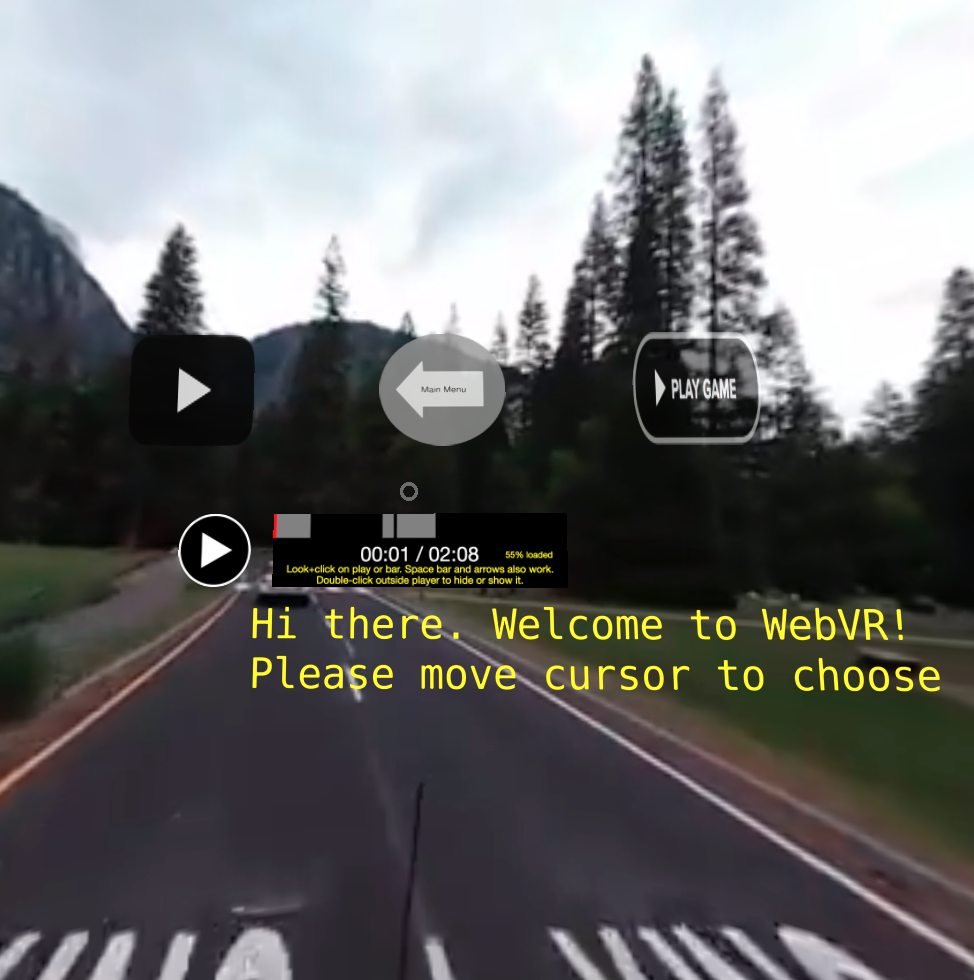 Main Menu
PLAY GAME
00:01 / 02:08
55% loaded
Look+click on play or bar. Space bar and arrows also work.
Double-click outside player to hide or show it.
Hi there. Welcome to WebVR!
Please move cursor to choose